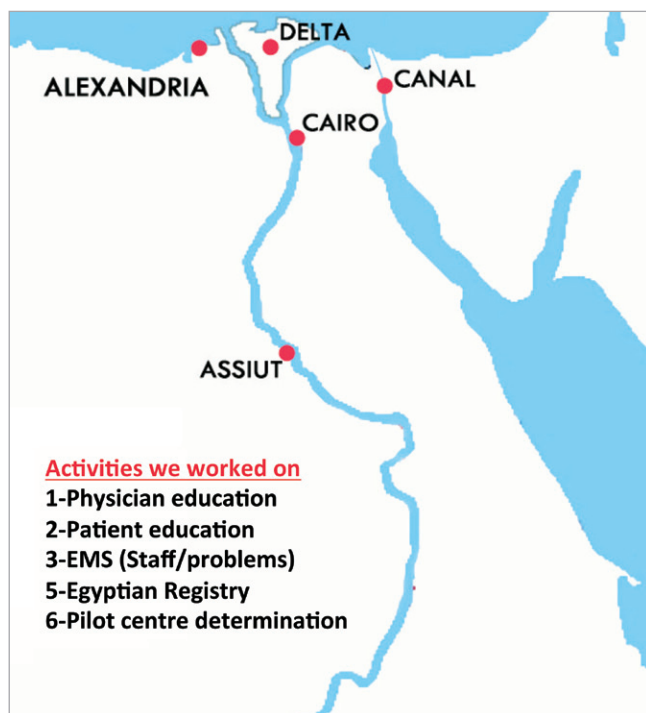 DELTA
ALEXANDRIA
CANAL
CAIRO
ASSIUT
Activities we worked on
1-Physician education
2-Patient education
3-EMS (Staff/problems)
5-Egyptian Registry
6-Pilot centre determination